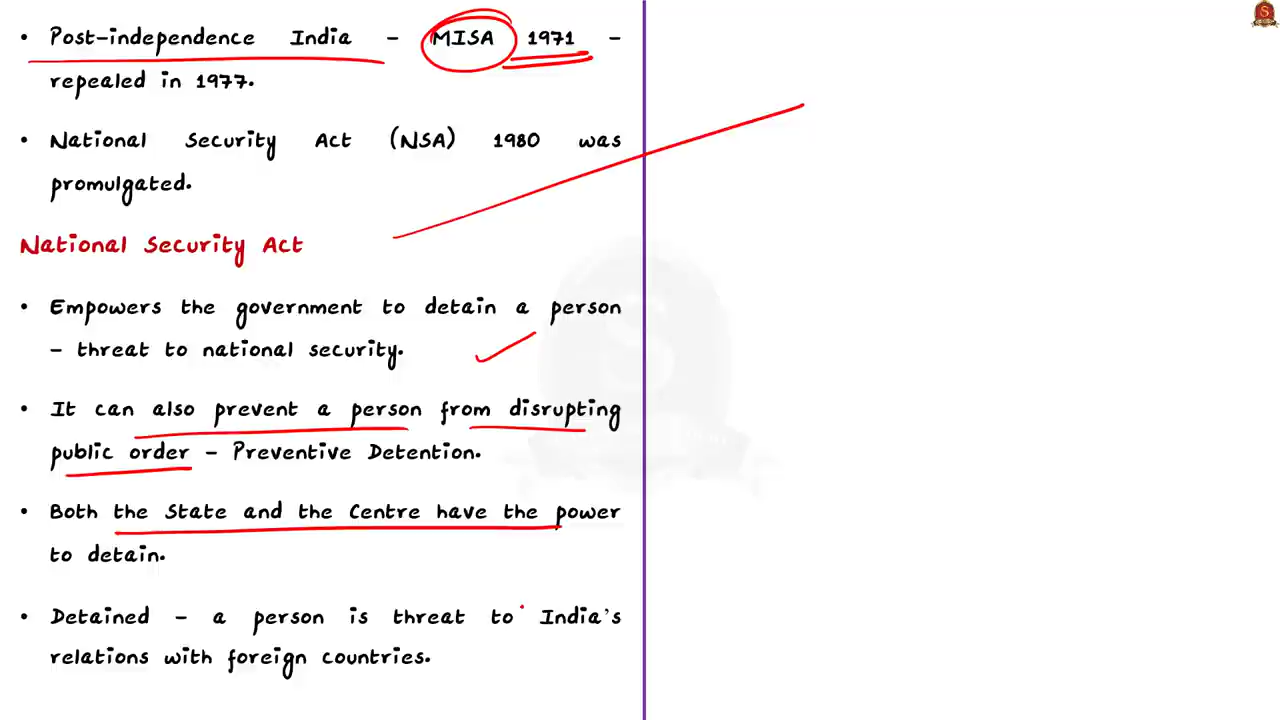 • Post-independence India - MISA 1971 -
repealed in 1977.
• National Security Act (NSA) 1980 was
promulgated.
National Security Act
• Empowers the government to detain a person
- threat to national security.
• It can also prevent a person from disrupting
public order - Preventive Detention.
• Both the State and the Centre have the power
to detain.
• Detained - a person is threat to India's
relations with foreign countries.